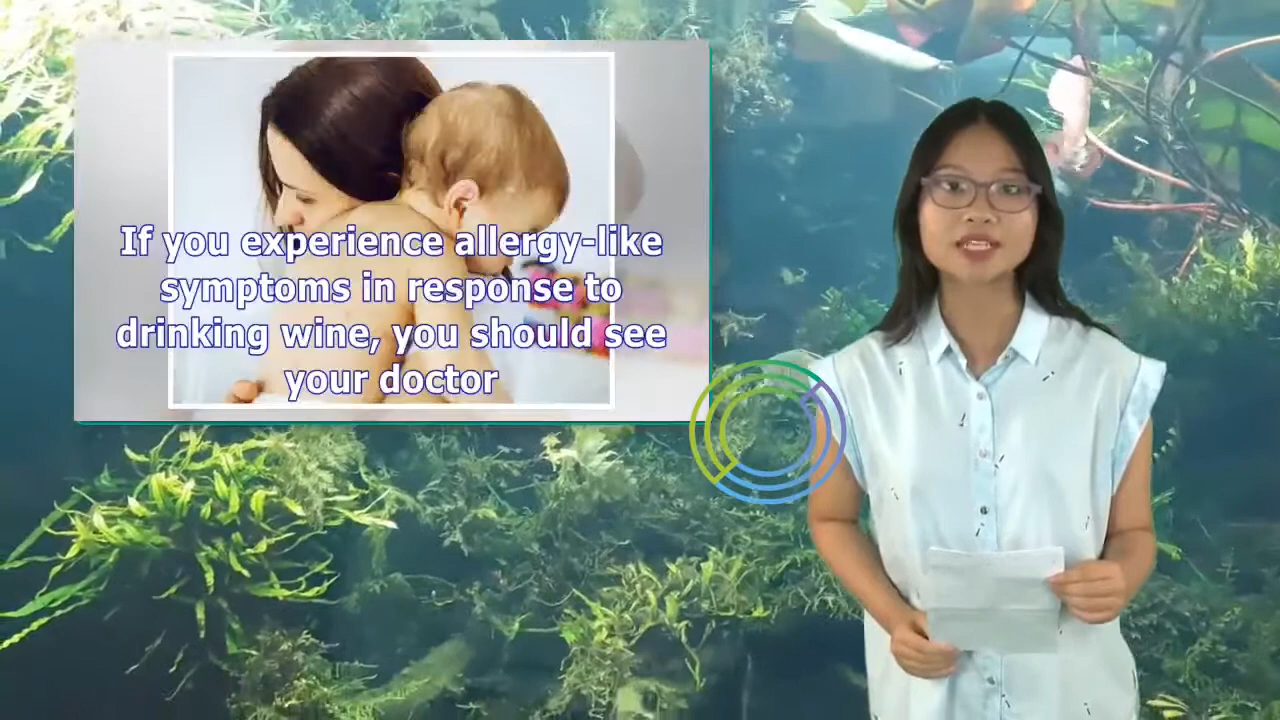 If you experience allergy-like
symptoms in response to
drinking wine, you should see
your doctor